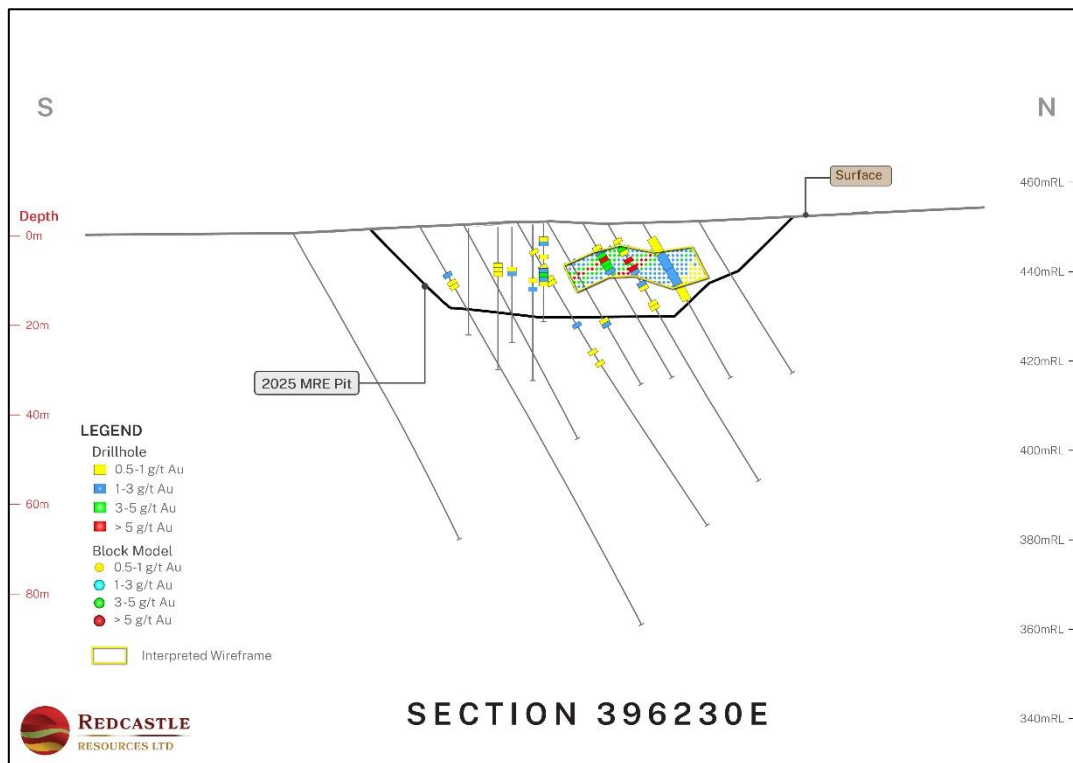 S
N
Surface
460mRL
Depth
0m
440mRL
20m
420mRL
2025 MRE Pit
40m
400mRL
LEGEND
Drillhole
0.5-1 g/t Au
1-3 g/t Au
3-5 g/t Au
> 5 g/t Au
60m
380mRL
Block Model
0.5-1 g/t Au
1-3 g/t Au
3-5 g/t Au
> 5 g/t Au
80m
360mRL
Interpreted Wireframe
REDCASTLE
RESOURCES LTD
SECTION 396230E
340mRL